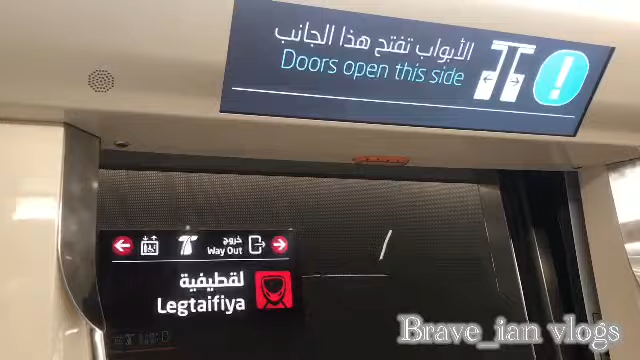 الأبواب تفتح هذا الجانب
Doors open this side
خروج
Way Out
لقطيفية
Legtaifiya
Brave_ian vlogs